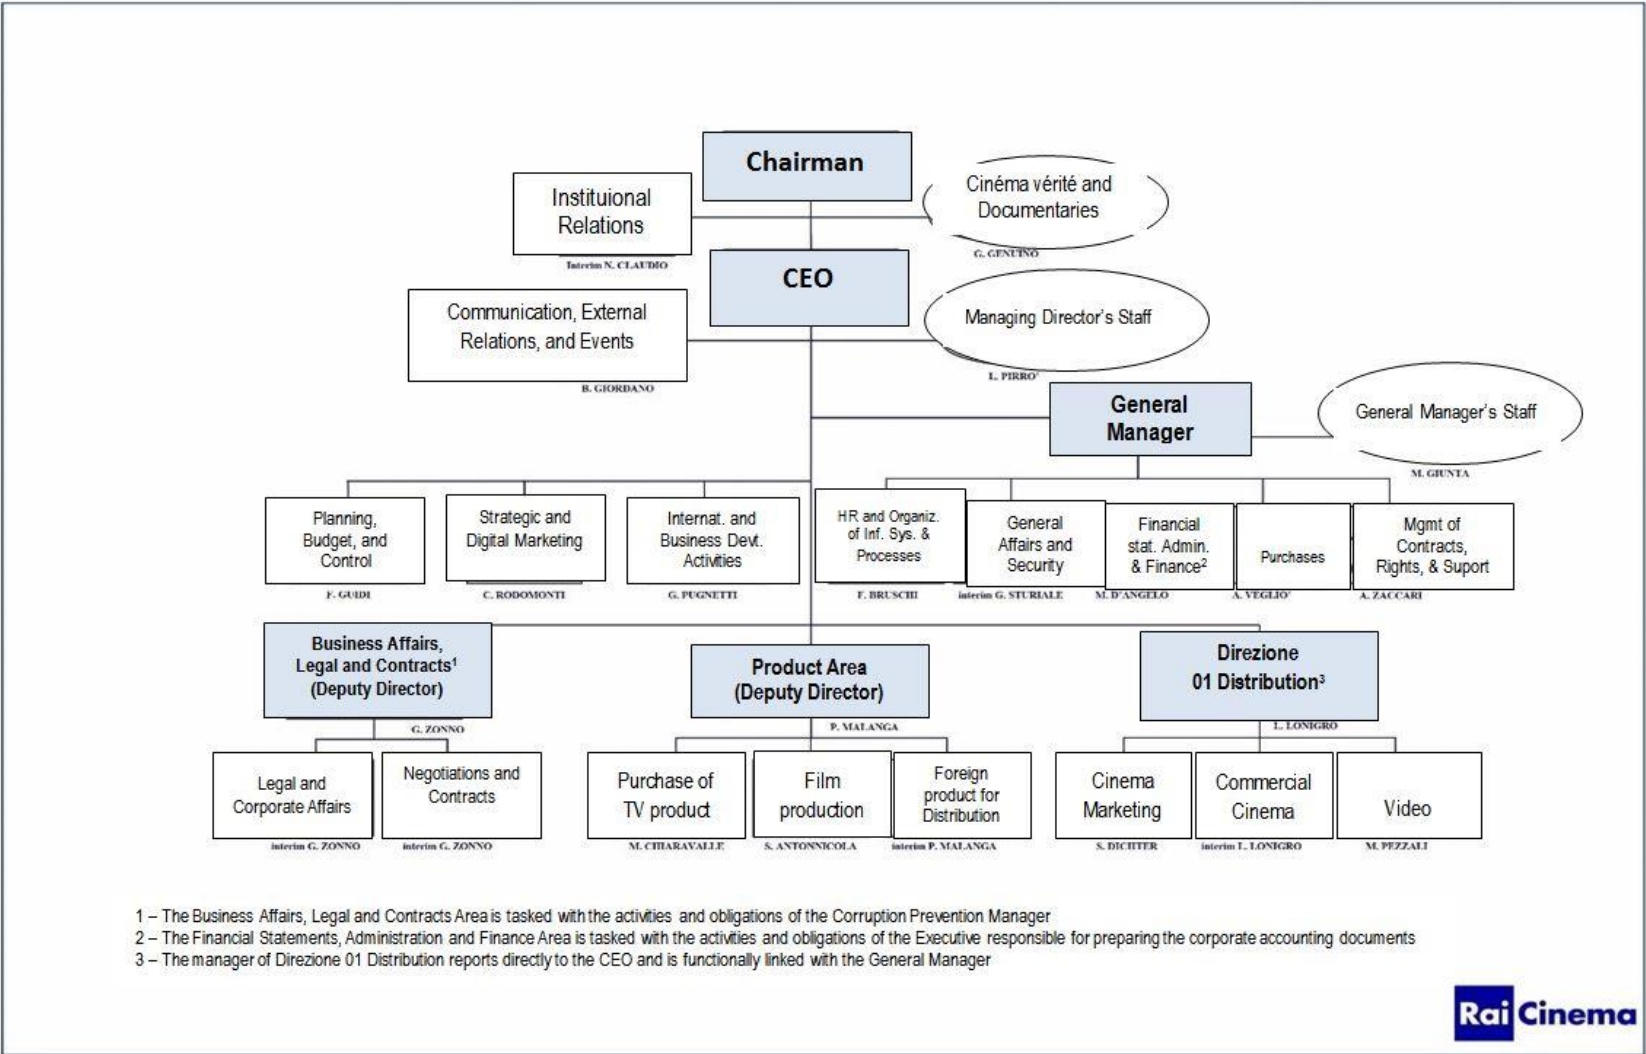 Chairman
Instituional
Relations
Interim N. CLAUDIO
Cinéma vérité and
Documentaries
G. GENUINO
CEO
Communication, External
Relations, and Events
B. GIORDANO
Managing Director's Staff
L. PIRRO'
General
Manager
General Manager's Staff
M. GIUNTA
Planning,
Budget, and
Control
F. GUIDI
Strategic and
Digital Marketing
C. RODOMONTI
Internat. and
Business Devt.
Activities
G. PUGNETTI
HR and Organiz.
of Inf. Sys. &
Processes
F. BRUSCHI
General
Affairs and
Security
interim G. STURIALE
Financial
stat. Admin.
& Finance²
M. D'ANGELO
Purchases
A. VEGLIO'
Mgmt of
Contracts,
Rights, & Suport
A. ZACCARI
Business Affairs,
Legal and Contracts¹
(Deputy Director)
G. ZONNO
Product Area
(Deputy Director)
P. MALANGA
Direzione
01 Distribution³
L. LONIGRO
Legal and
Corporate Affairs
interim G. ZONNO
Negotiations and
Contracts
interim G. ZONNO
Purchase of
TV product
M. CHIARAVALLE
Film
production
S. ANTONNICOLA
Foreign
product for
Distribution
interim P. MALANGA
Cinema
Marketing
S. DICHTER
Commercial
Cinema
interim L. LONIGRO
Video
M. PEZZALI
1 – The Business Affairs, Legal and Contracts Area is tasked with the activities and obligations of the Corruption Prevention Manager
2 – The Financial Statements, Administration and Finance Area is tasked with the activities and obligations of the Executive responsible for preparing the corporate accounting documents
3 – The manager of Direzione 01 Distribution reports directly to the CEO and is functionally linked with the General Manager
Rai Cinema